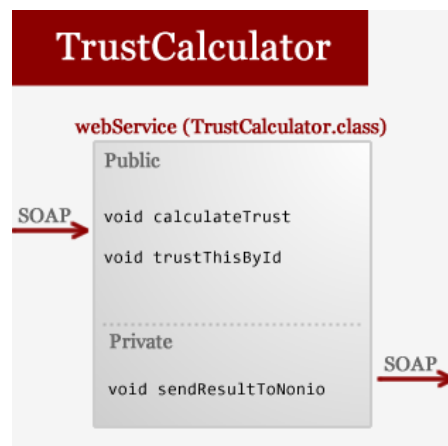 TrustCalculator
webService (TrustCalculator.class)
Public
SOAP
void calculateTrust
void trustThisById
Private
SOAP
void sendResultToNonio